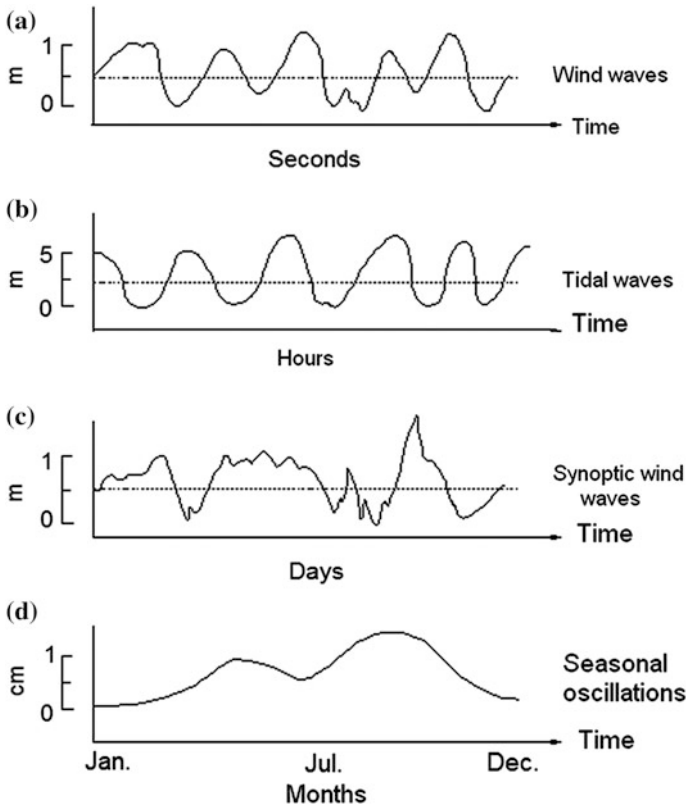 (a)
1
m
0
Wind waves
Time
Seconds
(b)
5
m
0
Tidal waves
Time
Hours
(c)
1
m
0
Synoptic wind
waves
Time
Days
(d)
1
cm
0
Seasonal
oscillations
Time
Jan. Jul. Dec.
Months